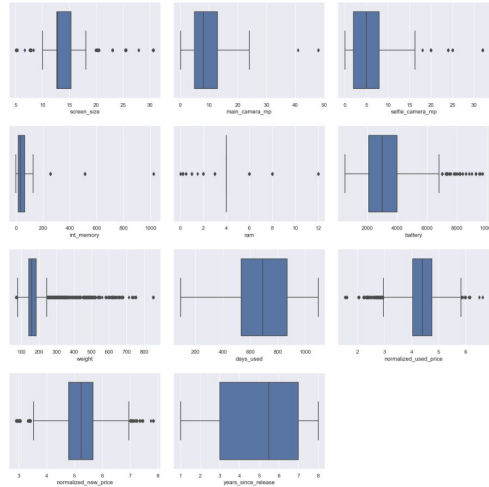 5 10 15 20 25 30
screen_size
0 10 20 30 40 50
main_camera_mp
0 5 10 15 20 25 30
selfie_camera_mp
0 200 400 600 800 1000
int_memory
0 2 4 6 8 10 12
ram
2000 4000 6000 8000 10000
battery
100 200 300 400 500 600 700 800
weight
200 400 600 800 1000
days_used
2 3 4 5 6
normalized_used_price
3 4 5 6 7 8
normalized_new_price
1 2 3 4 5 6 7 8
years_since_release